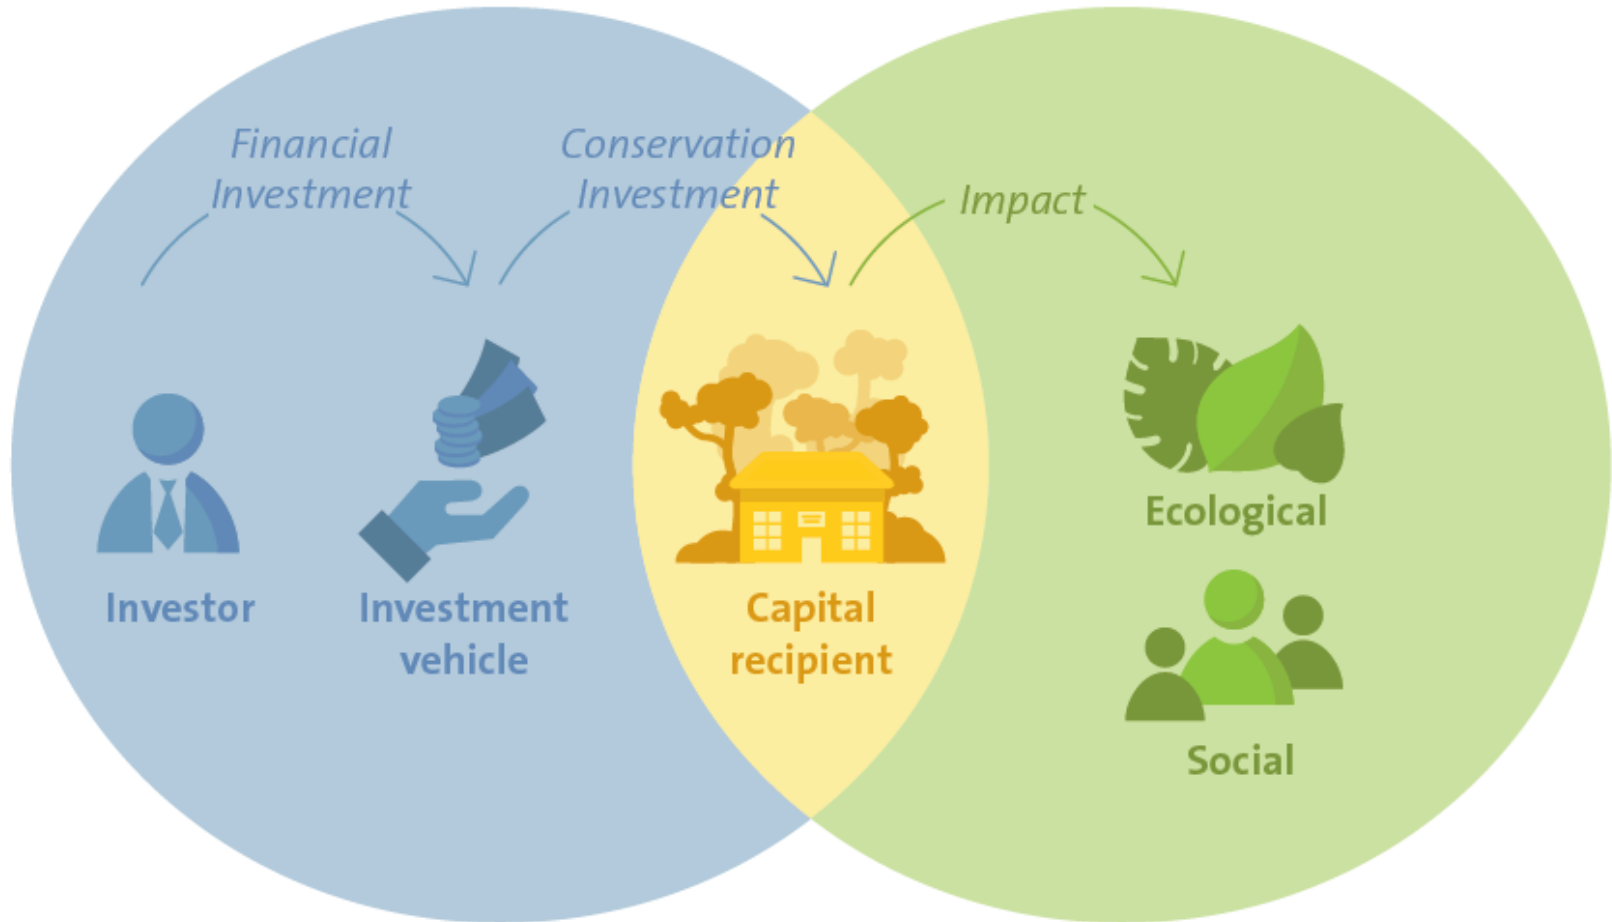 Financial
Investment
Conservation
Investment
Impact
Investor
Investment
vehicle
Capital
recipient
Ecological
Social